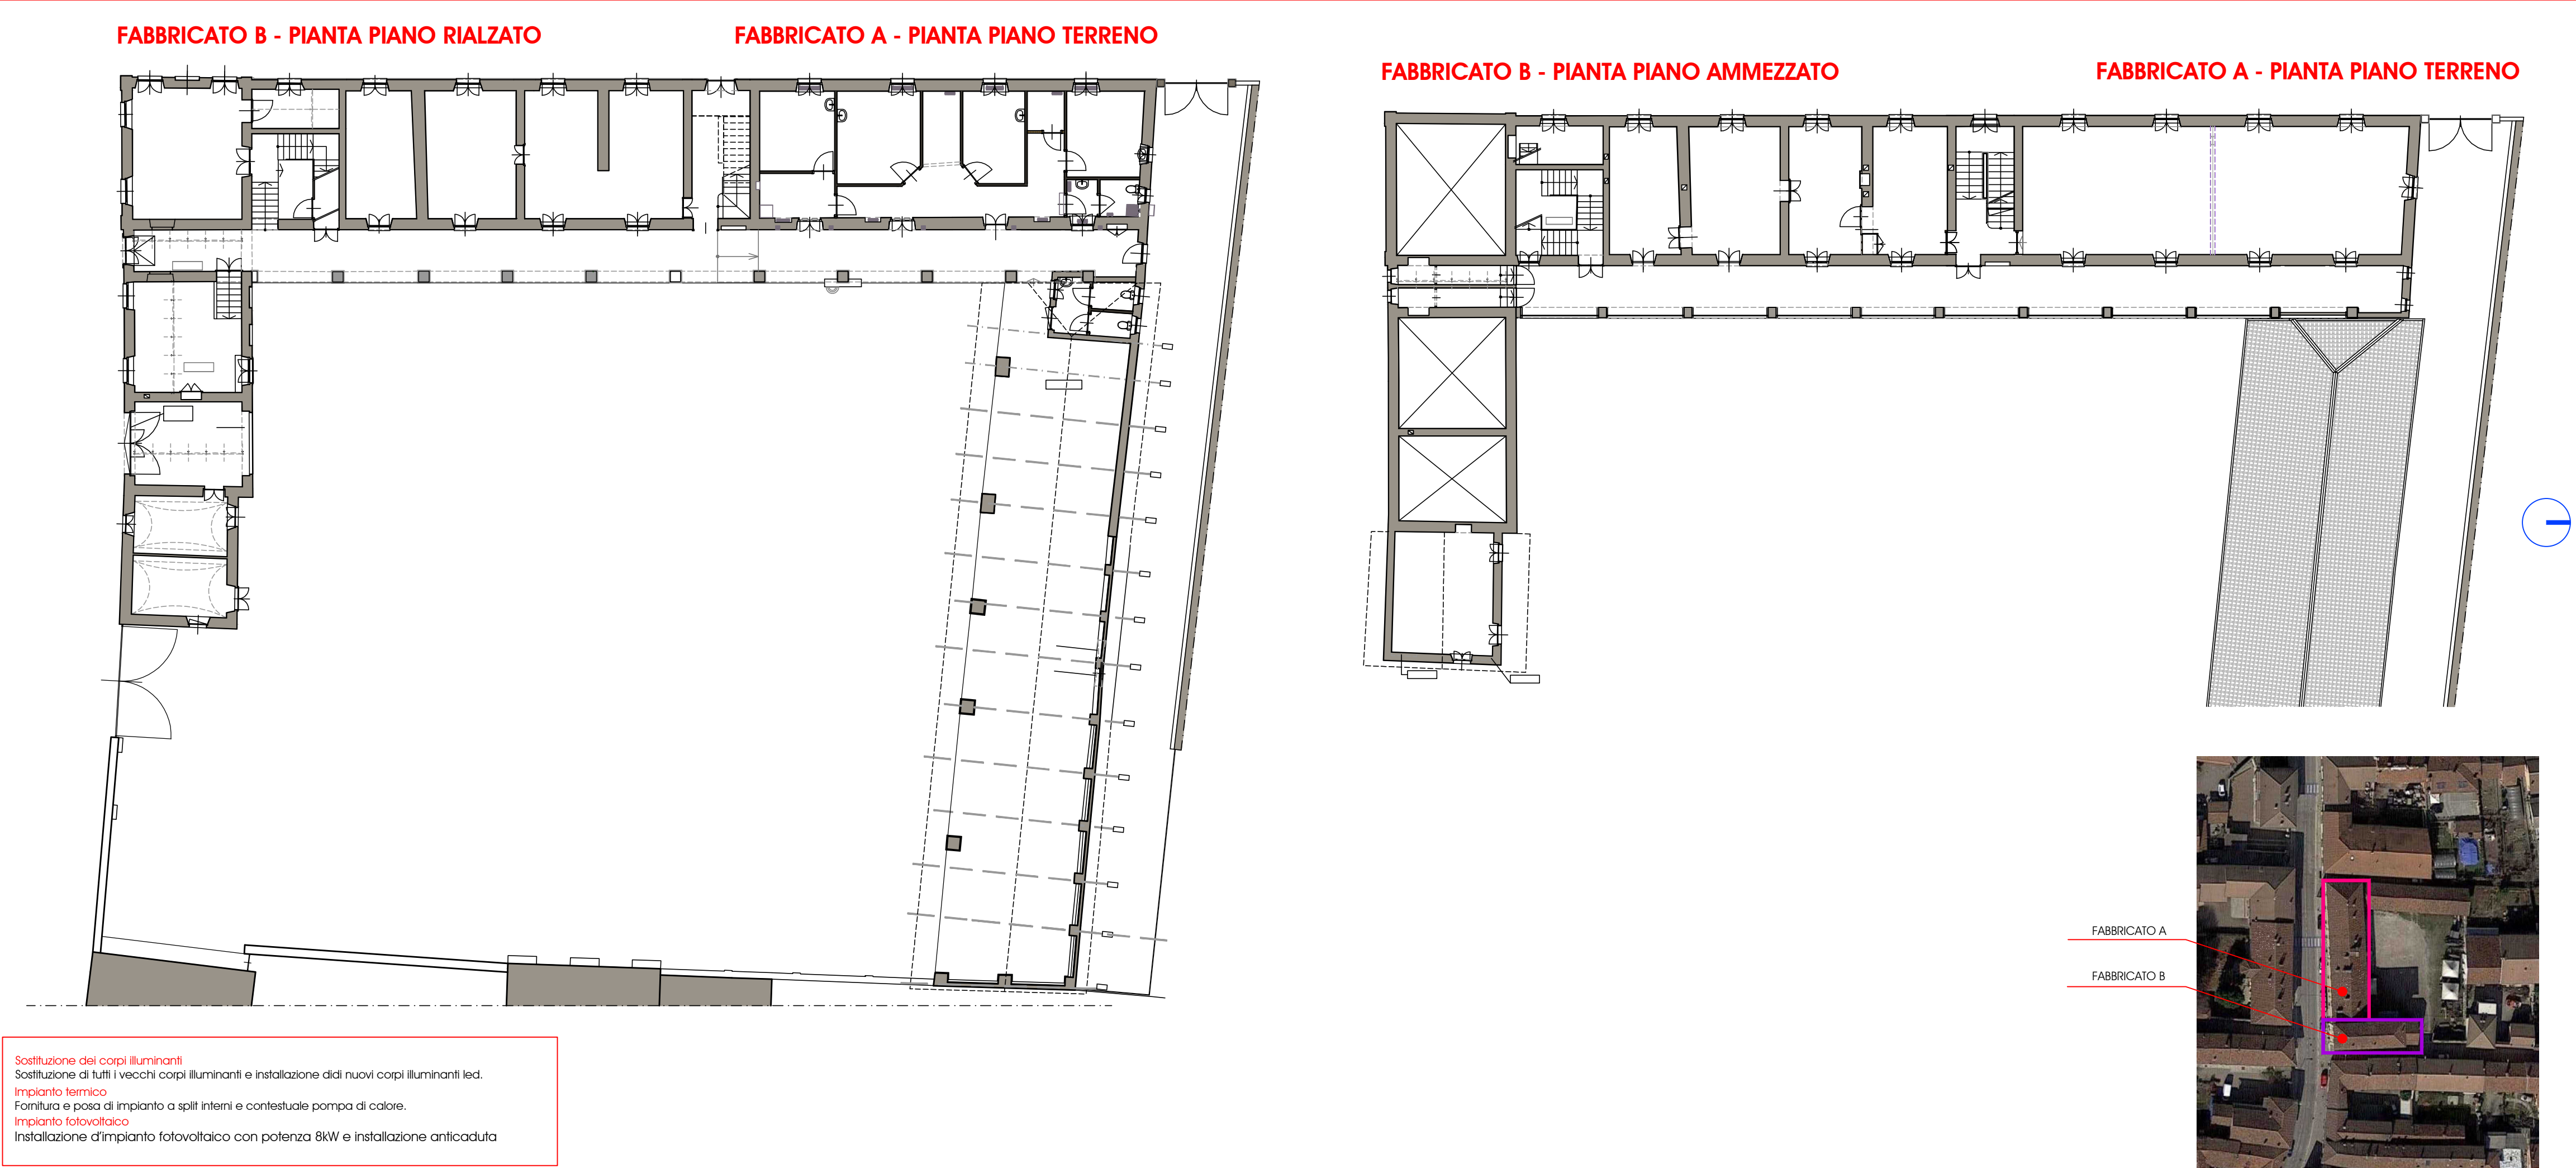 FABBRICATO B - PIANTA PIANO RIALZATO
FABBRICATO A - PIANTA PIANO TERRENO
FABBRICATO B - PIANTA PIANO AMMEZZATO
FABBRICATO A - PIANTA PIANO TERRENO
FABBRICATO A
FABBRICATO B
Sostituzione dei corpi illuminanti
Sostituzione di tutti i vecchi corpi illuminanti e installazione didi nuovi corpi illuminanti led.
Impianto termico
Fornitura e posa di impianto a split interni e contestuale pompa di calore.
Impianto fotovoltaico
Installazione d'impianto fotovoltaico con potenza 8kW e installazione anticaduta